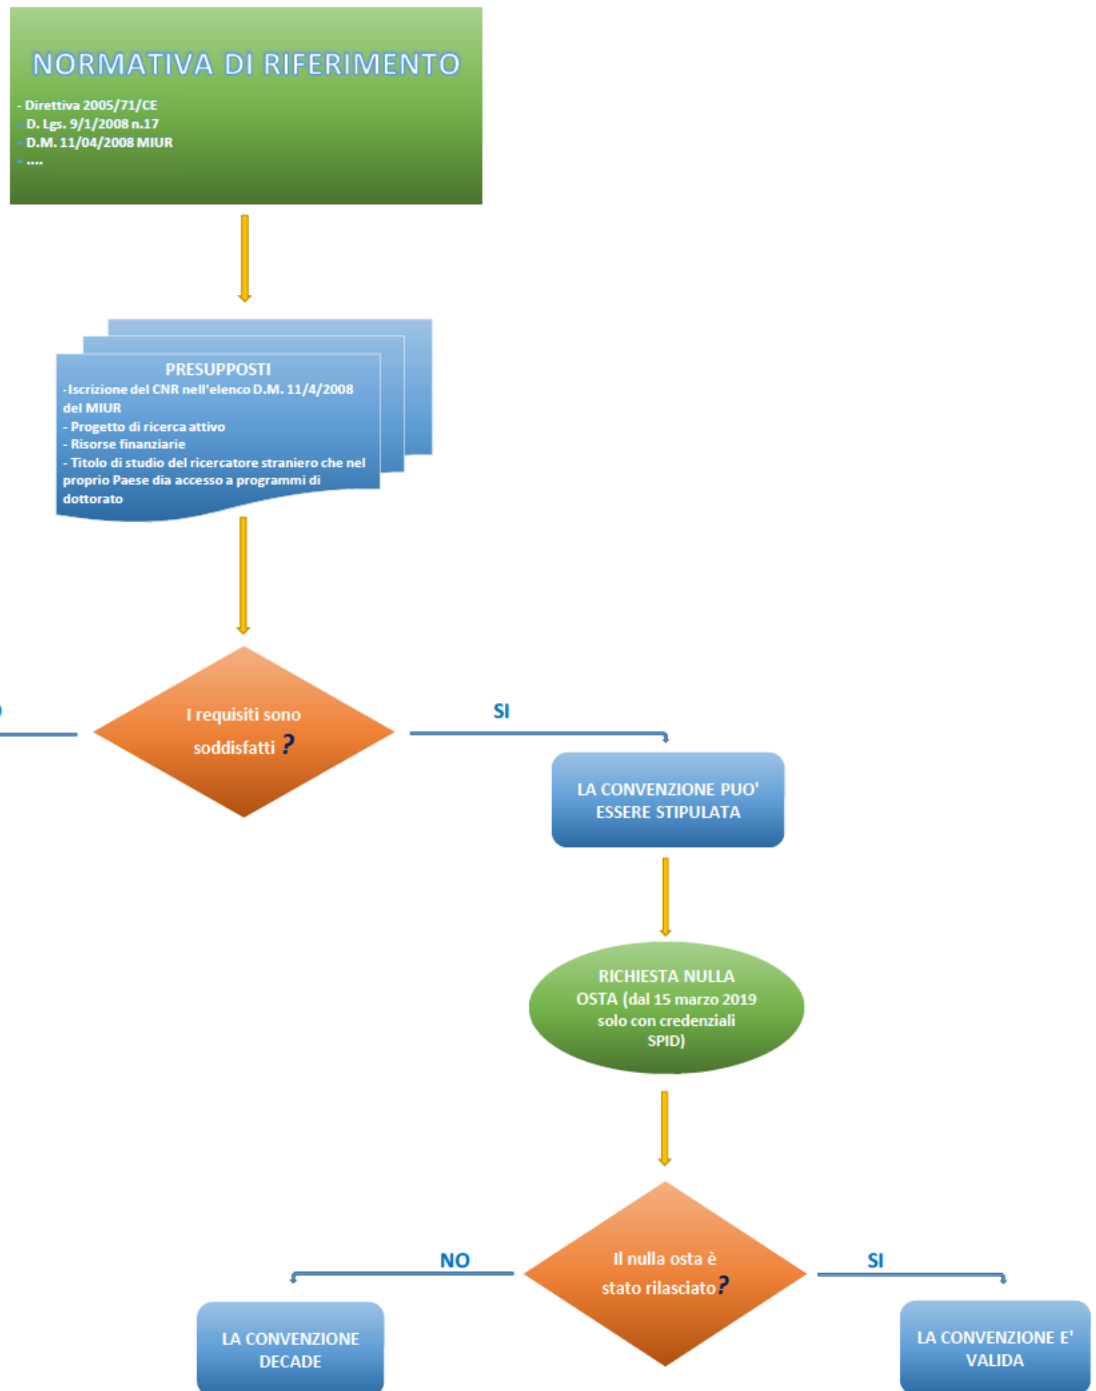 NORMATIVA DI RIFERIMENTO
- Direttiva 2005/71/CE
- D. Lgs. 9/1/2008 n.17
- D.M. 11/04/2008 MIUR
- ....
PRESUPPOSTI
-Iscrizione del CNR nell'elenco D.M. 11/4/2008
del MIUR
- Progetto di ricerca attivo
- Risorse finanziarie
- Titolo di studio del ricercatore straniero che nel
proprio Paese dia accesso a programmi di
dottorato
I requisiti sono
soddisfatti ?
SI
LA CONVENZIONE PUO'
ESSERE STIPULATA
RICHIESTA NULLA
OSTA (dal 15 marzo 2019
solo con credenziali
SPID)
Il nulla osta è
stato rilasciato?
NO
SI
LA CONVENZIONE
DECADE
LA CONVENZIONE E'
VALIDA